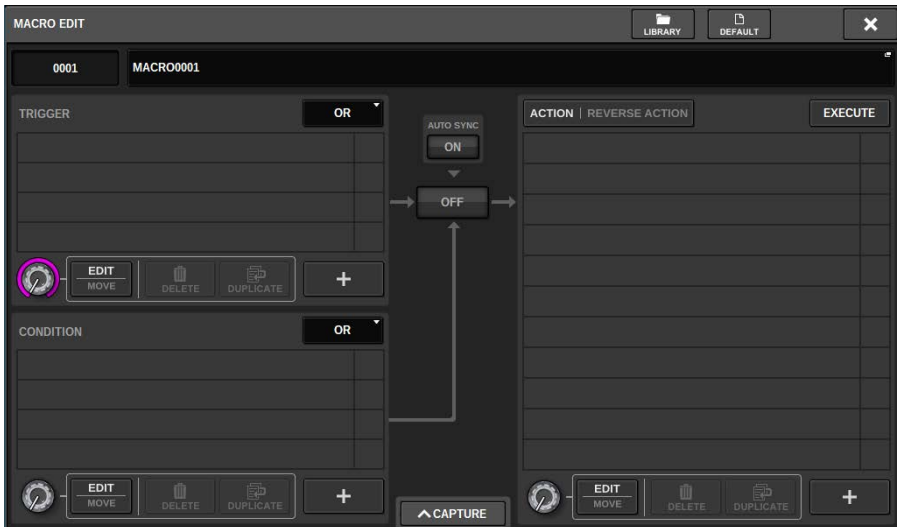 MACRO EDIT
LIBRARY
DEFAULT
0001
MACRO0001
TRIGGER
OR
AUTO SYNC
ON
OFF
ACTION | REVERSE ACTION
EXECUTE
EDIT
MOVE
DELETE
DUPLICATE
+
CONDITION
OR
EDIT
MOVE
DELETE
DUPLICATE
+
CAPTURE
EDIT
MOVE
DELETE
DUPLICATE
+